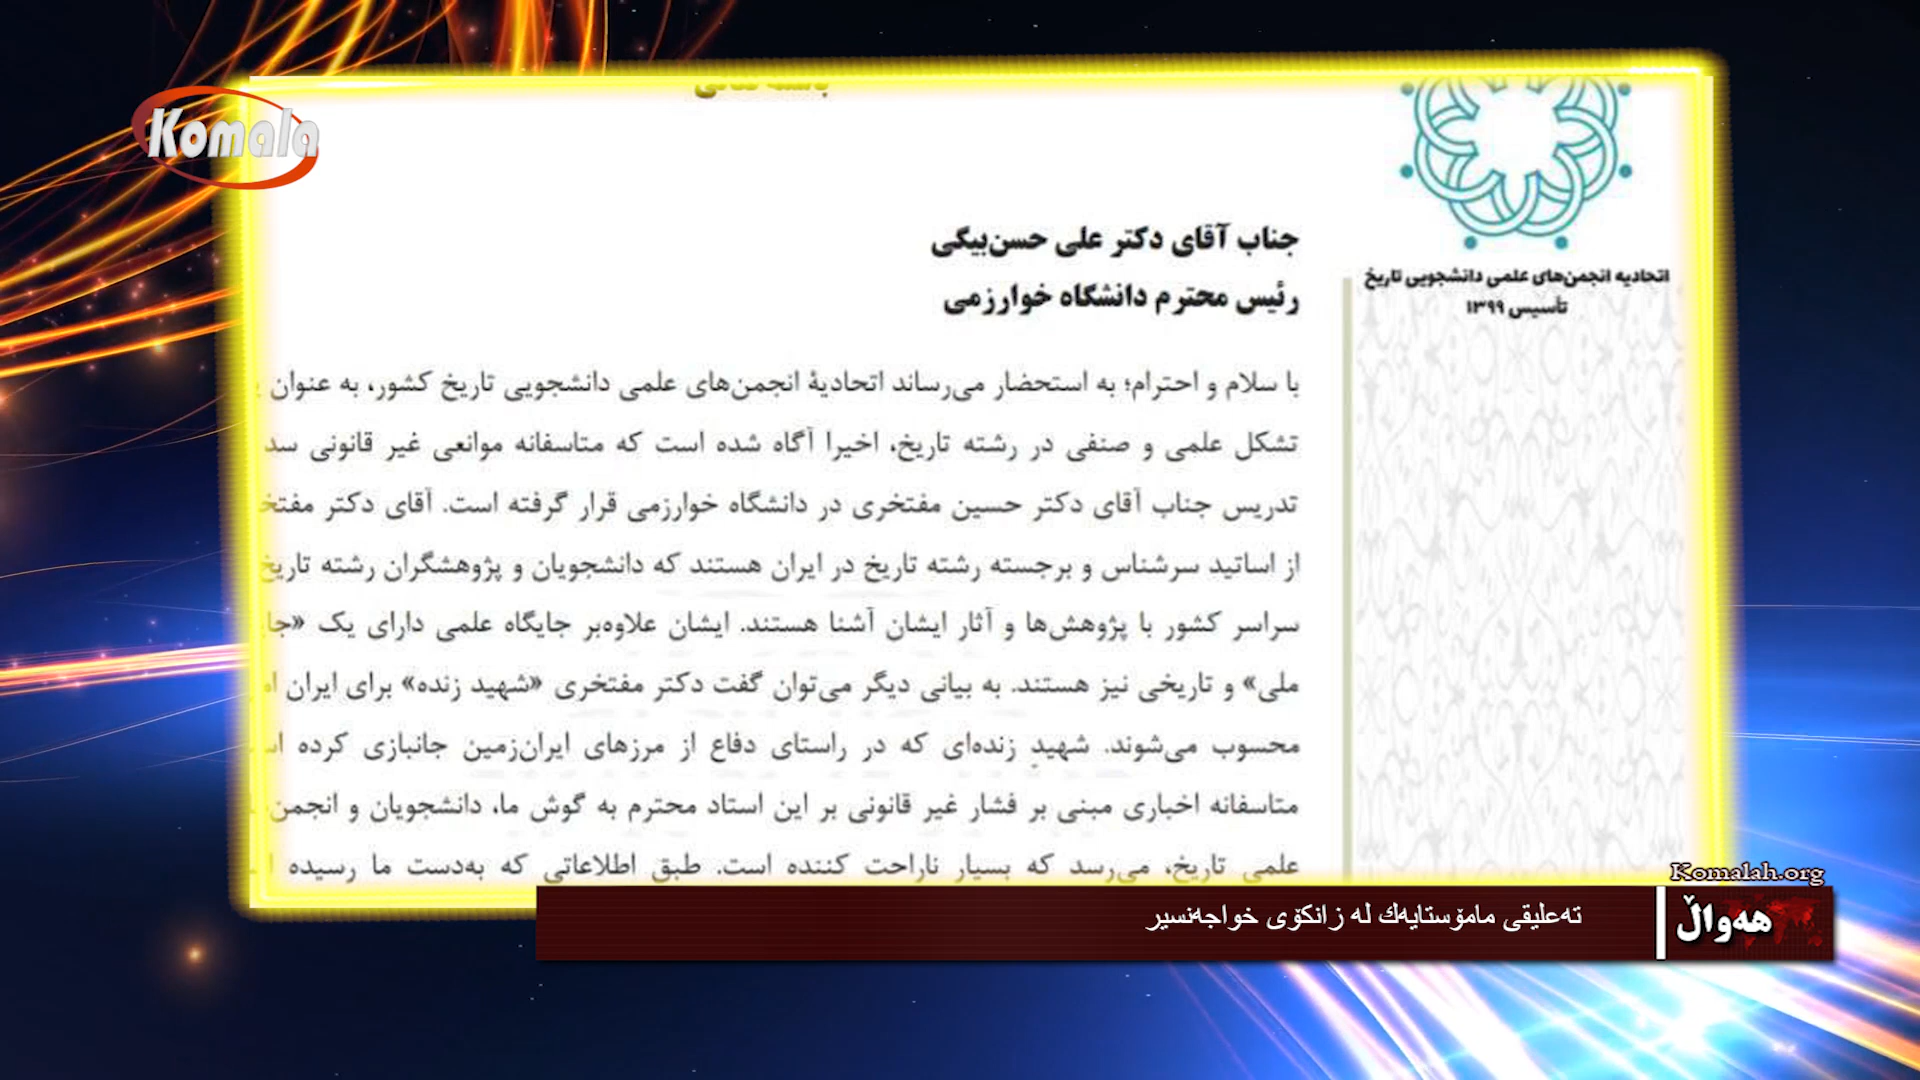 Komala
جناب آقای دکتر علی حسن‌بیگی
رئیس محترم دانشگاه خوارزمی
اتحادیه انجمن‌های علمی دانشجویی تاریخ
تأسیس ۱۳۹۹
با سلام و احترام؛ به استحضار می‌رساند اتحادیهٔ انجمن‌های علمی دانشجویی تاریخ کشور، به عنوان
تشکل علمی و صنفی در رشته تاریخ، اخیرا آگاه شده است که متاسفانه موانعی غیر قانونی سد
تدریس جناب آقای دکتر حسین مفتخری در دانشگاه خوارزمی قرار گرفته است. آقای دکتر
از اساتید سرشناس و برجسته رشته تاریخ در ایران هستند که دانشجویان و پژوهشگران رشته تاریخ
سراسر کشور با پژوهش‌ها و آثار ایشان آشنا هستند. ایشان علاوه‌بر جایگاه علمی دارای یک
ملی» و تاریخی نیز هستند. به بیانی دیگر می‌توان گفت دکتر مفتخری «شهید زنده» برای ایران
محسوب می‌شوند. شهیدِ زنده‌ای که در راستای دفاع از مرزهای ایران‌زمین جانبازی کرده
متاسفانه اخباری مبنی بر فشار غیر قانونی بر این استاد محترم به گوش ما، دانشجویان و انجمن
علمی تاریخ، می‌رسد که بسیار ناراحت کننده است. طبق اطلاعاتی که به‌دست ما رسیده
Komalah.org
هەواڵ
تەعلیقی مامۆستایەك لە زانکۆی خواجەنسیر